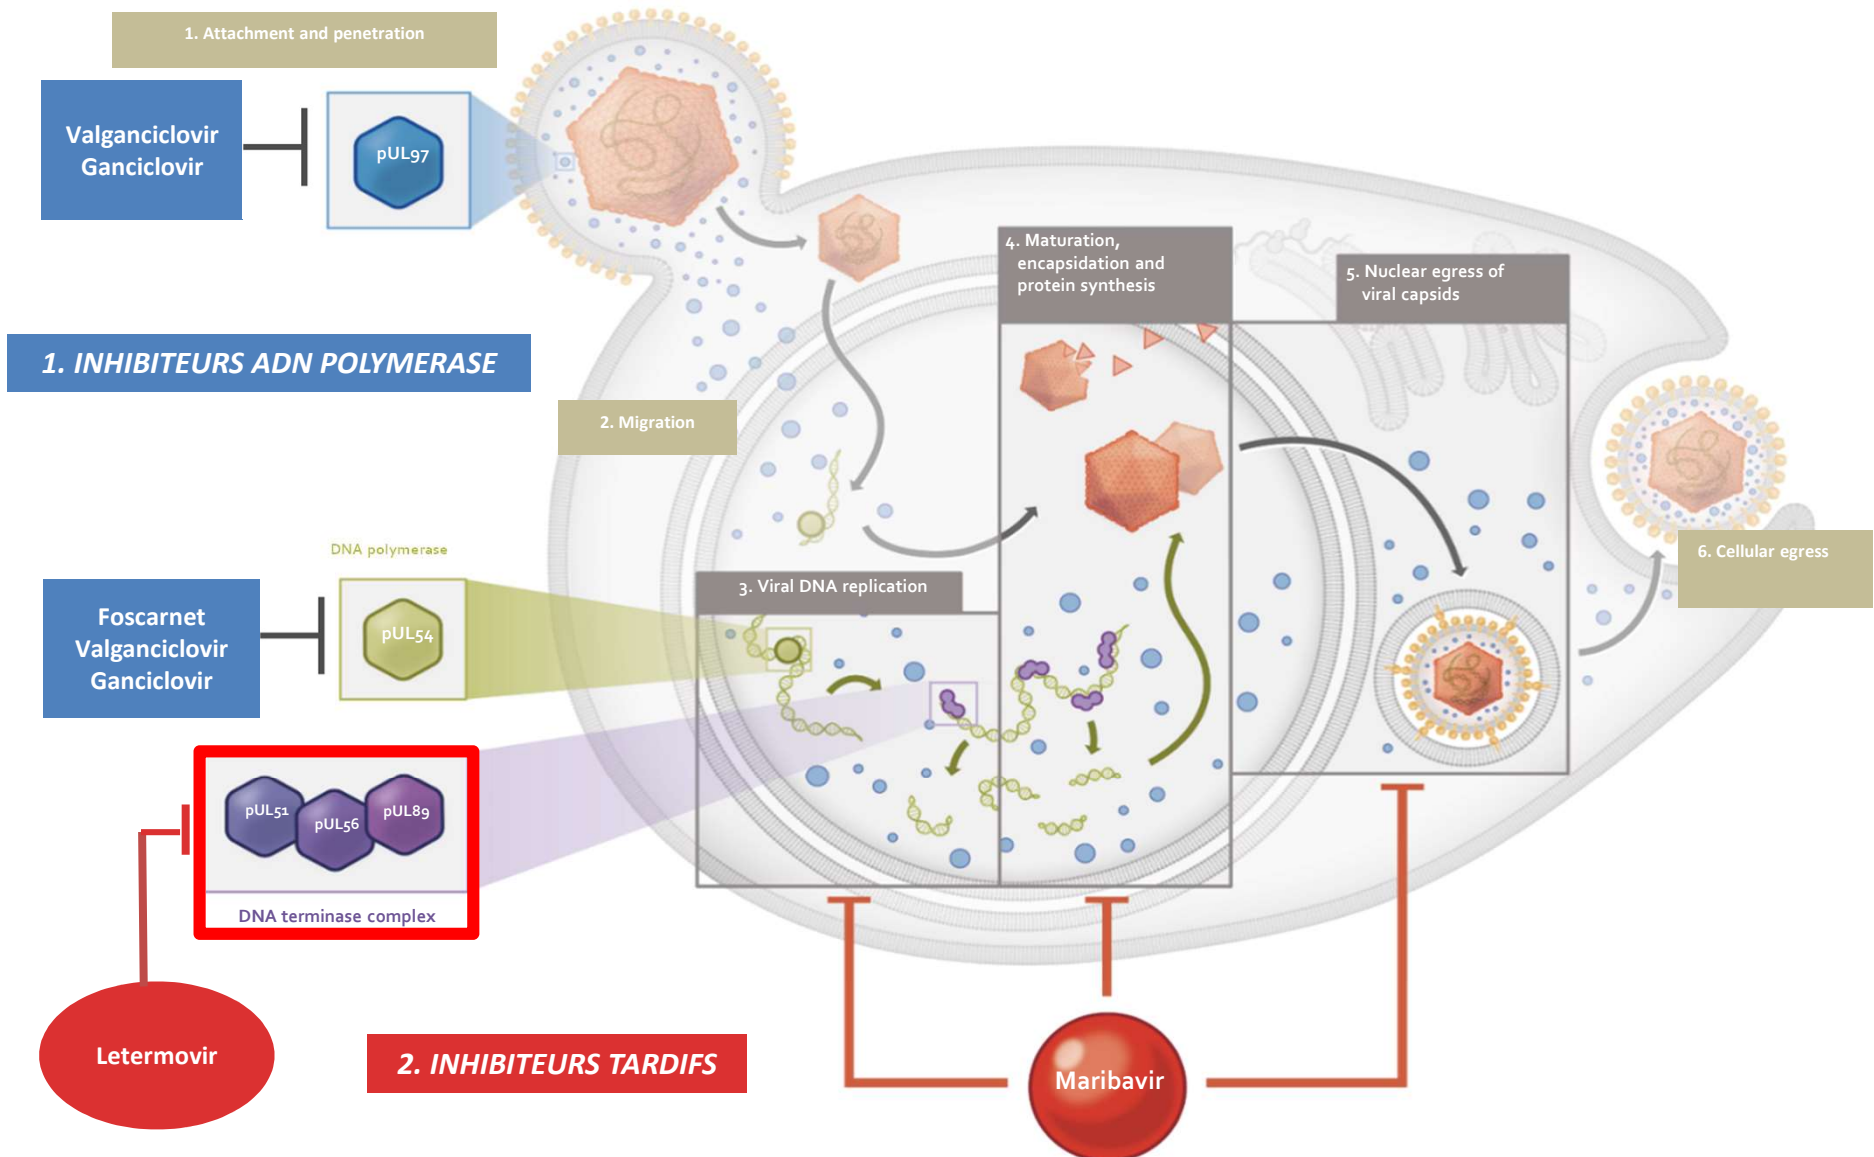 1. Attachment and penetration
Valganciclovir
Ganciclovir
pUL97
4. Maturation,
encapsidation and
protein synthesis
5. Nuclear egress of
viral capsids
1. INHIBITEURS ADN POLYMERASE
2. Migration
DNA polymerase
6. Cellular egress
3. Viral DNA replication
Foscarnet
Valganciclovir
Ganciclovir
pUL54
pUL51
pUL56
pUL89
DNA terminase complex
Letermovir
2. INHIBITEURS TARDIFS
Maribavir